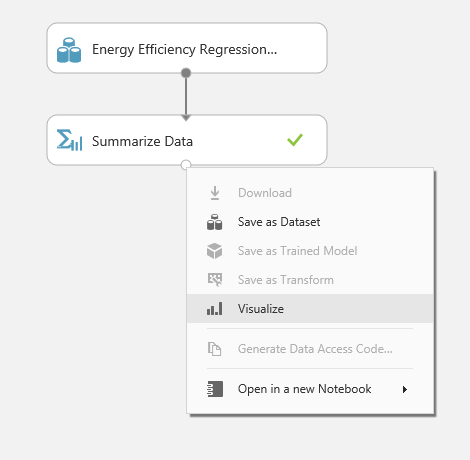 Energy Efficiency Regression...
Summarize Data
Download
Save as Dataset
Save as Trained Model
Save as Transform
Visualize
Generate Data Access Code...
Open in a new Notebook